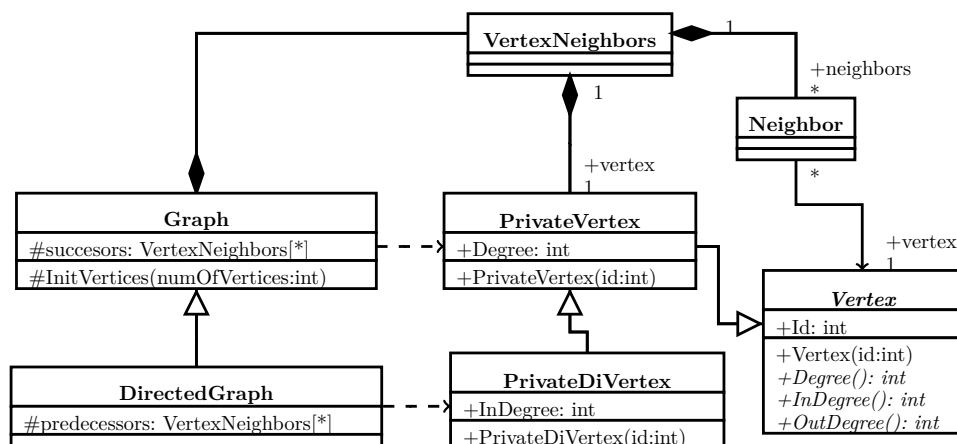 VertexNeighbors
1
1
+neighbors
*
Neighbor
*
+vertex
1
Graph
#succesors: VertexNeighbors[*]
#InitVertices(numOfVertices:int)
PrivateVertex
+Degree: int
+PrivateVertex(id:int)
+vertex
1
Vertex
+Id: int
+Vertex(id:int)
+Degree(): int
+InDegree(): int
+OutDegree(): int
DirectedGraph
#predecessors: VertexNeighbors[*]
PrivateDiVertex
+InDegree: int
+PrivateDiVertex(id:int)